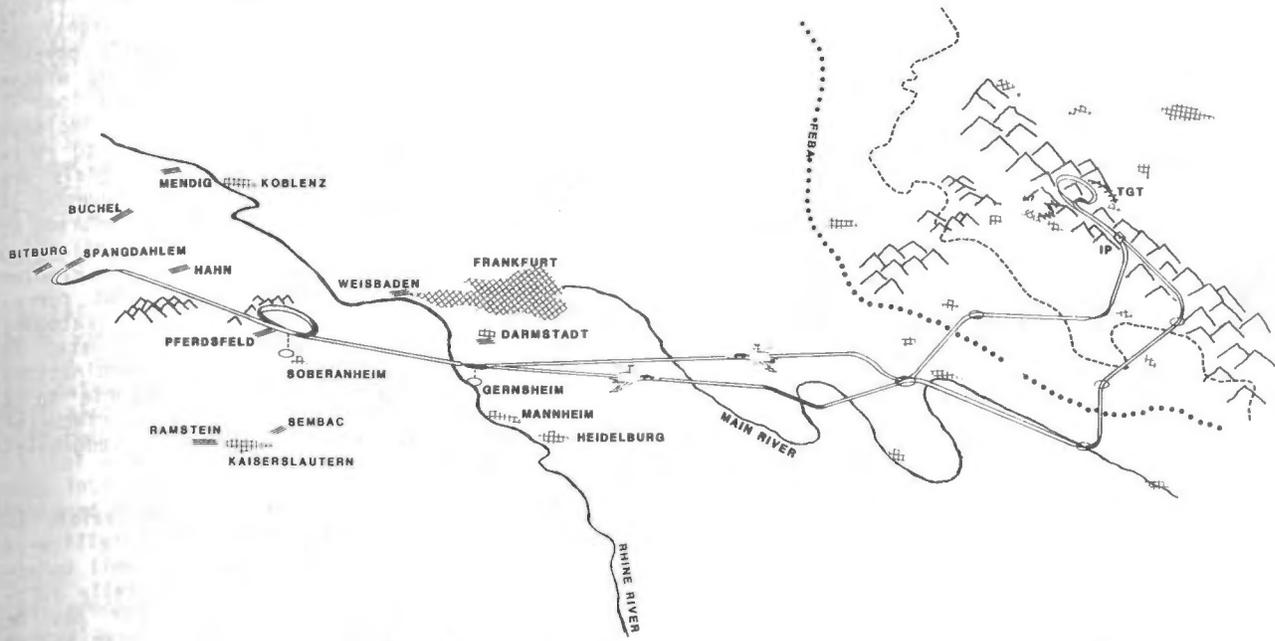 FEBA
MENDIG
KOBLENZ
BUCHEL
TGT
BITBURG
SPANGDAHLEM
IP
HAHN
FRANKFURT
WEISBADEN
PFERDSFELD
DARMSTADT
SOBERANHEIM
GERNSHEIM
MANNHEIM
MAIN RIVER
RAMSTEIN
SEMBAC
HEIDELBURG
KAISERSLAUTERN
RHINE RIVER